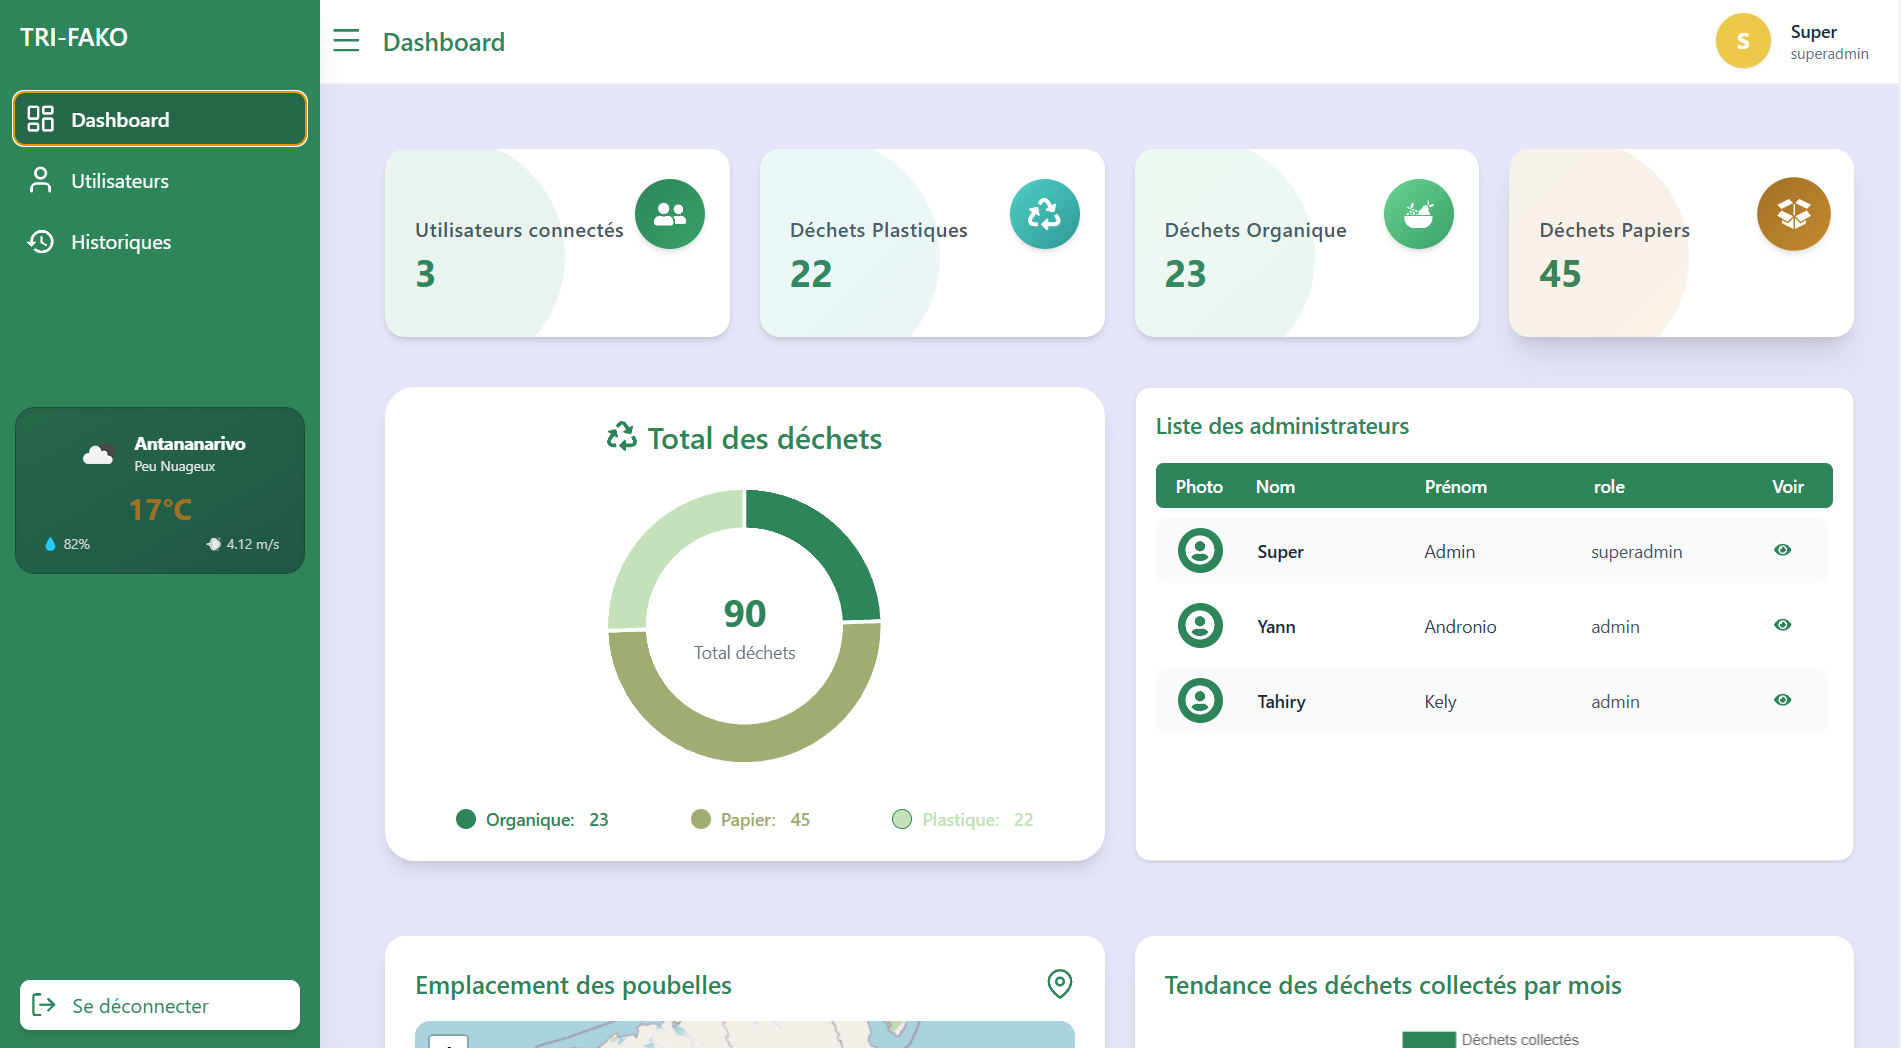 TRI-FAKO
Dashboard
Utilisateurs
Historiques
Antananarivo
Peu Nuageux
17°C
82%
4.12 m/s
Se déconnecter
Dashboard
S
Super
superadmin
Utilisateurs connectés
3
Déchets Plastiques
22
Déchets Organique
23
Déchets Papiers
45
Total des déchets
90
Total déchets
Organique: 23
Papier: 45
Plastique: 22
Liste des administrateurs
Photo Nom Prénom role Voir
Super Admin superadmin
Yann Andronio admin
Tahiry Kely admin
Emplacement des poubelles
Tendance des déchets collectés par mois
Déchets collectés